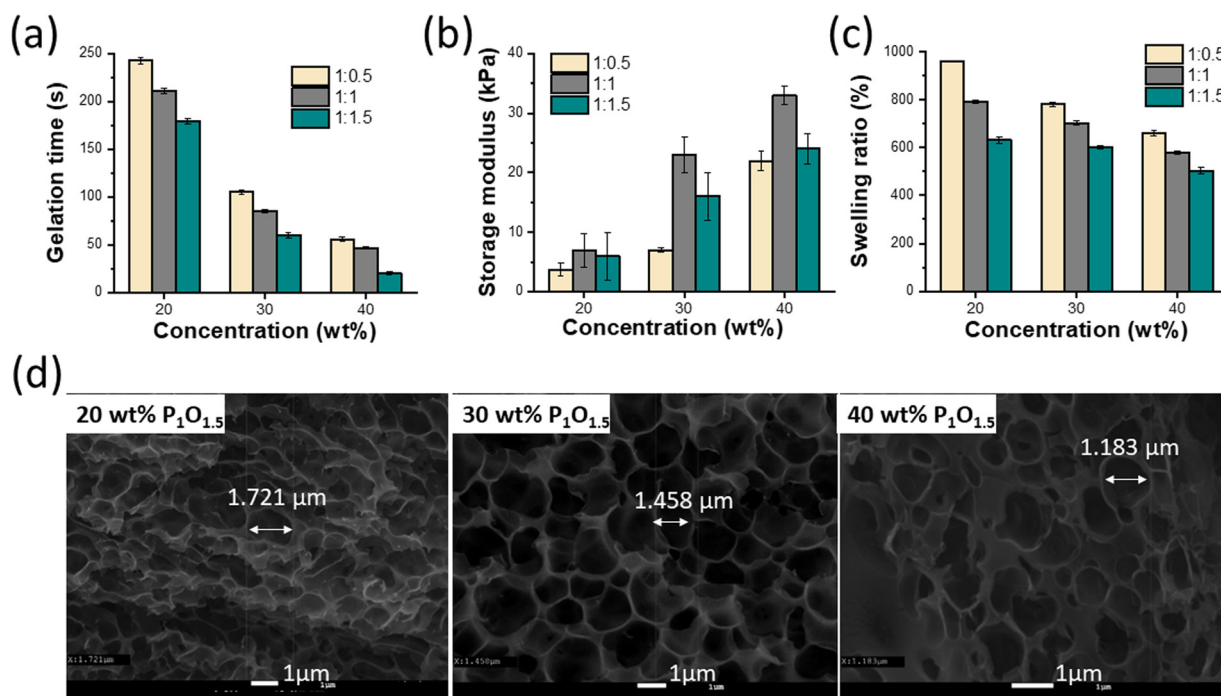 (a)
250
200
150
100
50
0
Gelation time (s)
1:0.5
1:1
1:1.5
20
30
40
Concentration (wt%)
(b)
40
30
20
10
0
Storage modulus (kPa)
1:0.5
1:1
1:1.5
20
30
40
Concentration (wt%)
(c)
1000
800
600
400
200
0
Swelling ratio (%)
1:0.5
1:1
1:1.5
20
30
40
Concentration (wt%)
(d)
20 wt% P₁O₁.₅
1.721 μm
X:1.721μm
1μm
1μm
30 wt% P₁O₁.₅
1.458 μm
X:1.458μm
1μm
1μm
40 wt% P₁O₁.₅
1.183 μm
X:1.183μm
1μm
1μm